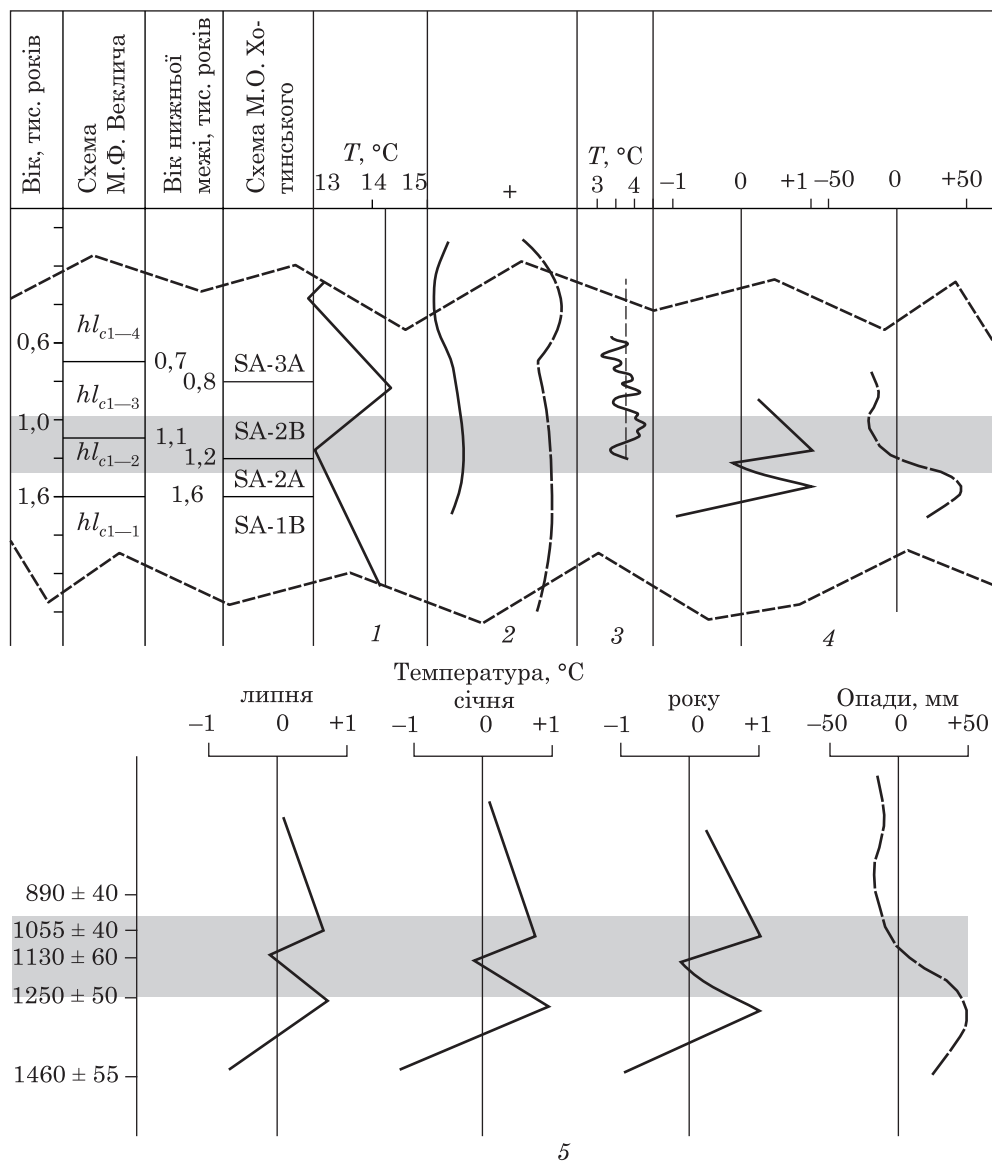 Вік, тис. років
Схема
М.Ф. Веклича
Вік нижньої
межі, тис. років
Схема М.О. Хо-
тинського
T, °C
13 14 15
+
T, °C
3 4
–1 0 +1
–50 0 +50
0,6
1,0
1,6
hl c1—4
hl c1—3
hl c1—2
hl c1—1
0,7
0,8
1,1
1,2
1,6
SA-3A
SA-2B
SA-2A
SA-1B
1 2 3 4
Температура, °C
липня січня року Опади, мм
–1 0 +1 –1 0 +1 –1 0 +1 –50 0 +50
890 ± 40
1055 ± 40
1130 ± 60
1250 ± 50
1460 ± 55
5